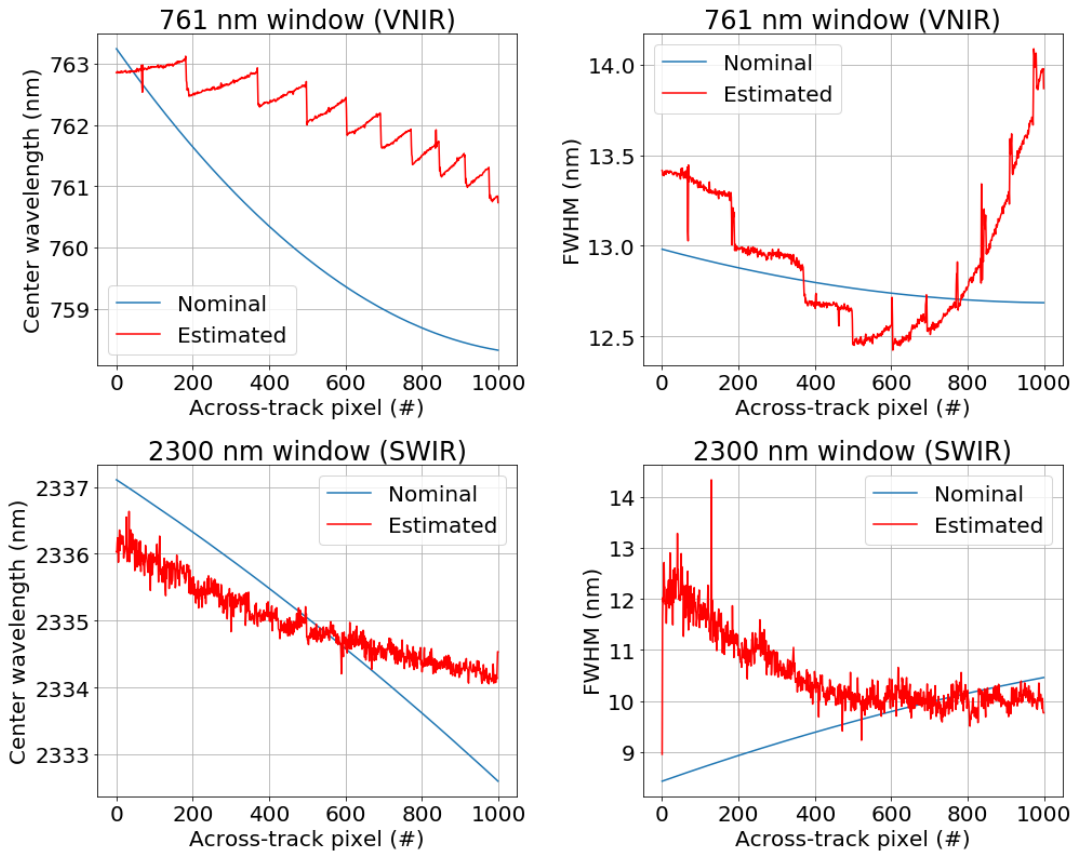 761 nm window (VNIR)
Center wavelength (nm)
763
762
761
760
759
Nominal
Estimated
0 200 400 600 800 1000
Across-track pixel (#)
761 nm window (VNIR)
FWHM (nm)
14.0
13.5
13.0
12.5
Nominal
Estimated
0 200 400 600 800 1000
Across-track pixel (#)
2300 nm window (SWIR)
Center wavelength (nm)
2337
2336
2335
2334
2333
Nominal
Estimated
0 200 400 600 800 1000
Across-track pixel (#)
2300 nm window (SWIR)
FWHM (nm)
14
13
12
11
10
9
Nominal
Estimated
0 200 400 600 800 1000
Across-track pixel (#)